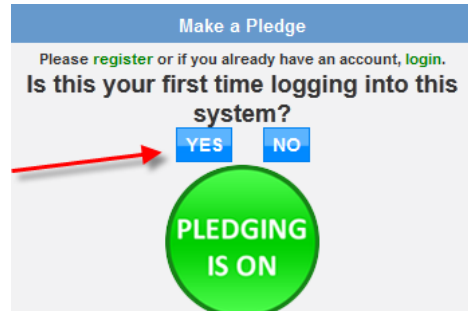 Make a Pledge
Please register or if you already have an account, login.
Is this your first time logging into this
system?
YES NO
PLEDGING
IS ON